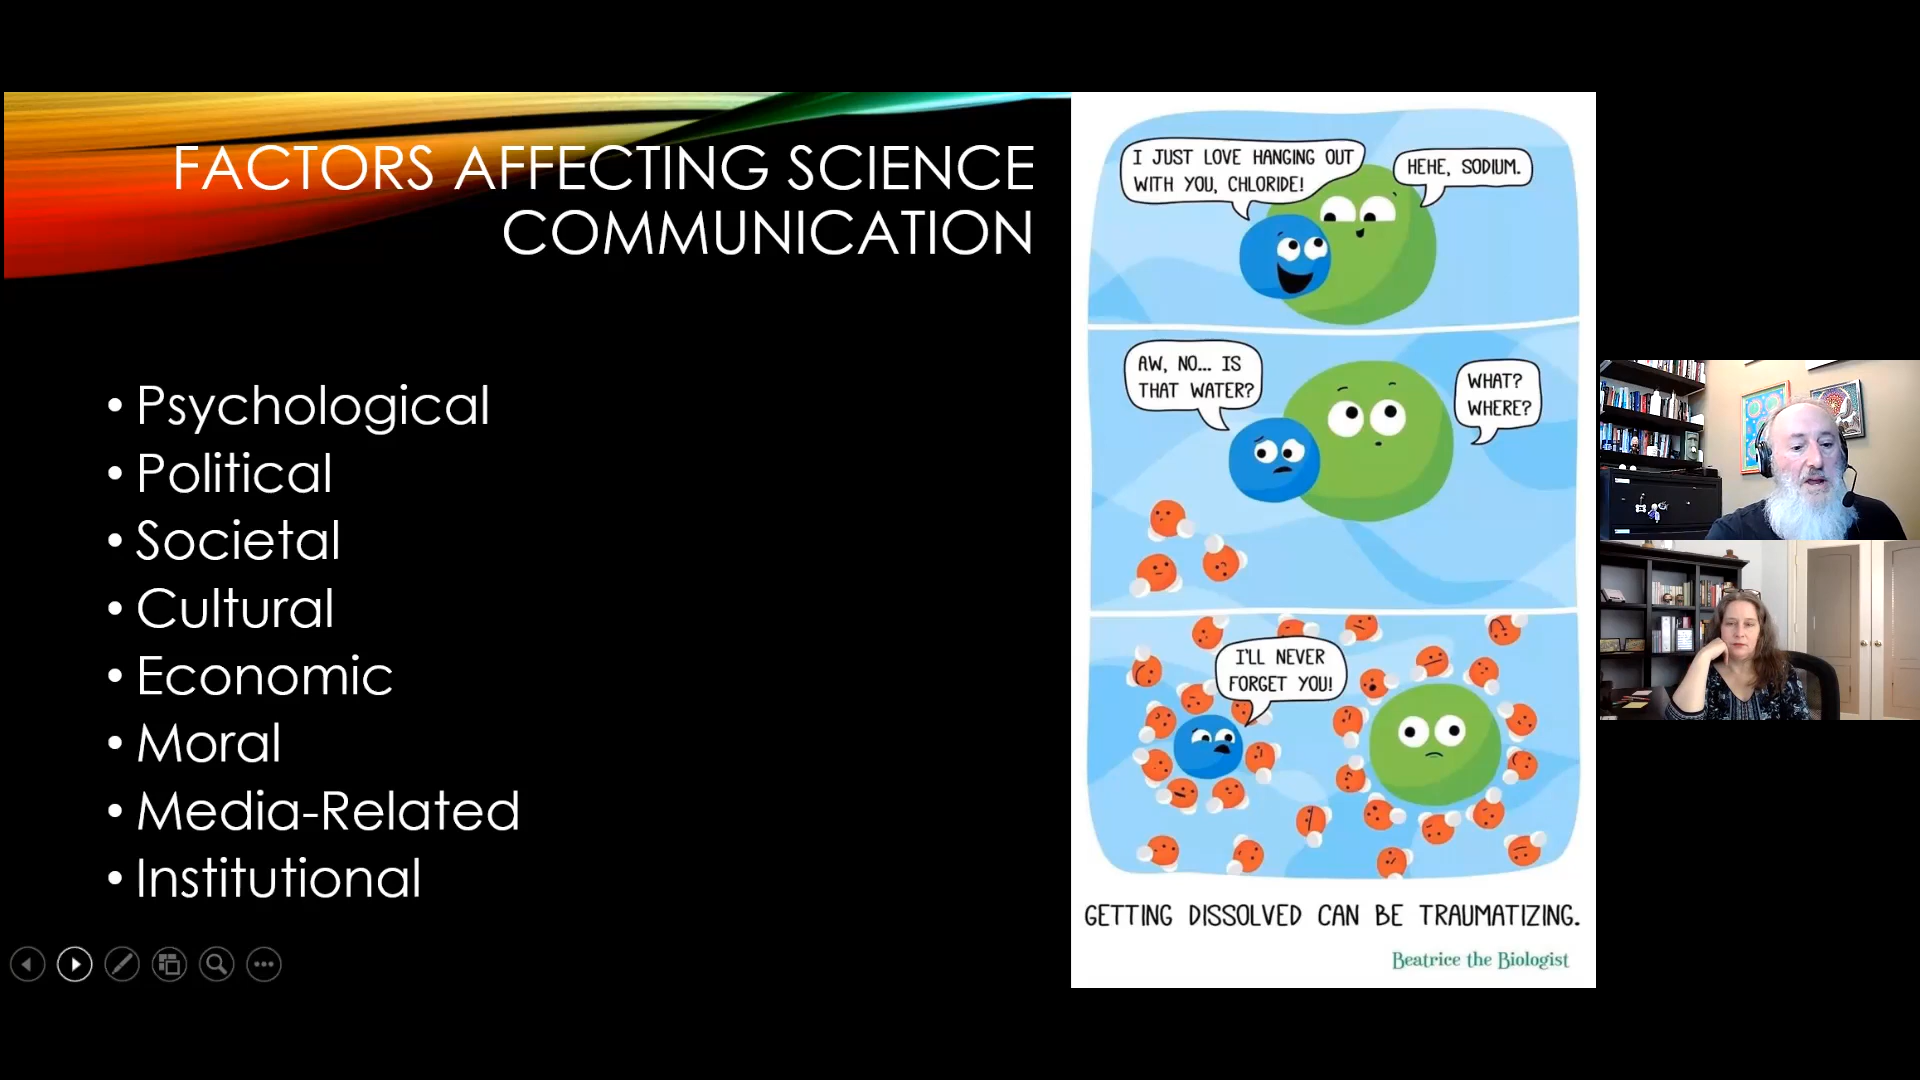 FACTORS AFFECTING SCIENCE
COMMUNICATION
• Psychological
• Political
• Societal
• Cultural
• Economic
• Moral
• Media-Related
• Institutional
I JUST LOVE HANGING OUT
WITH YOU, CHLORIDE!
HEHE, SODIUM.
AW, NO... IS
THAT WATER?
WHAT?
WHERE?
I'LL NEVER
FORGET YOU!
GETTING DISSOLVED CAN BE TRAUMATIZING.
Beatrice the Biologist